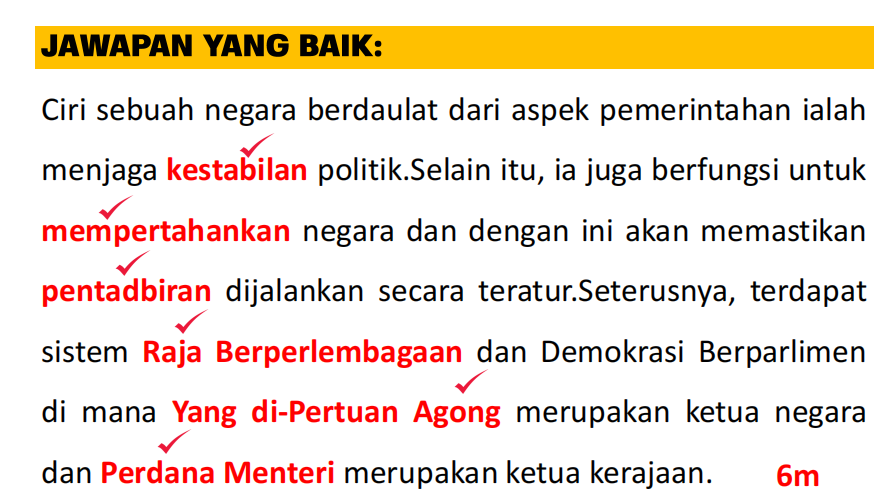 JAWAPAN YANG BAIK:
Ciri sebuah negara berdaulat dari aspek pemerintahan ialah
menjaga kestabilan politik.Selain itu, ia juga berfungsi untuk
mempertahankan negara dan dengan ini akan memastikan
pentadbiran dijalankan secara teratur.Seterusnya, terdapat
sistem Raja Berperlembagaan dan Demokrasi Berparlimen
di mana Yang di-Pertuan Agong merupakan ketua negara
dan Perdana Menteri merupakan ketua kerajaan. 6m